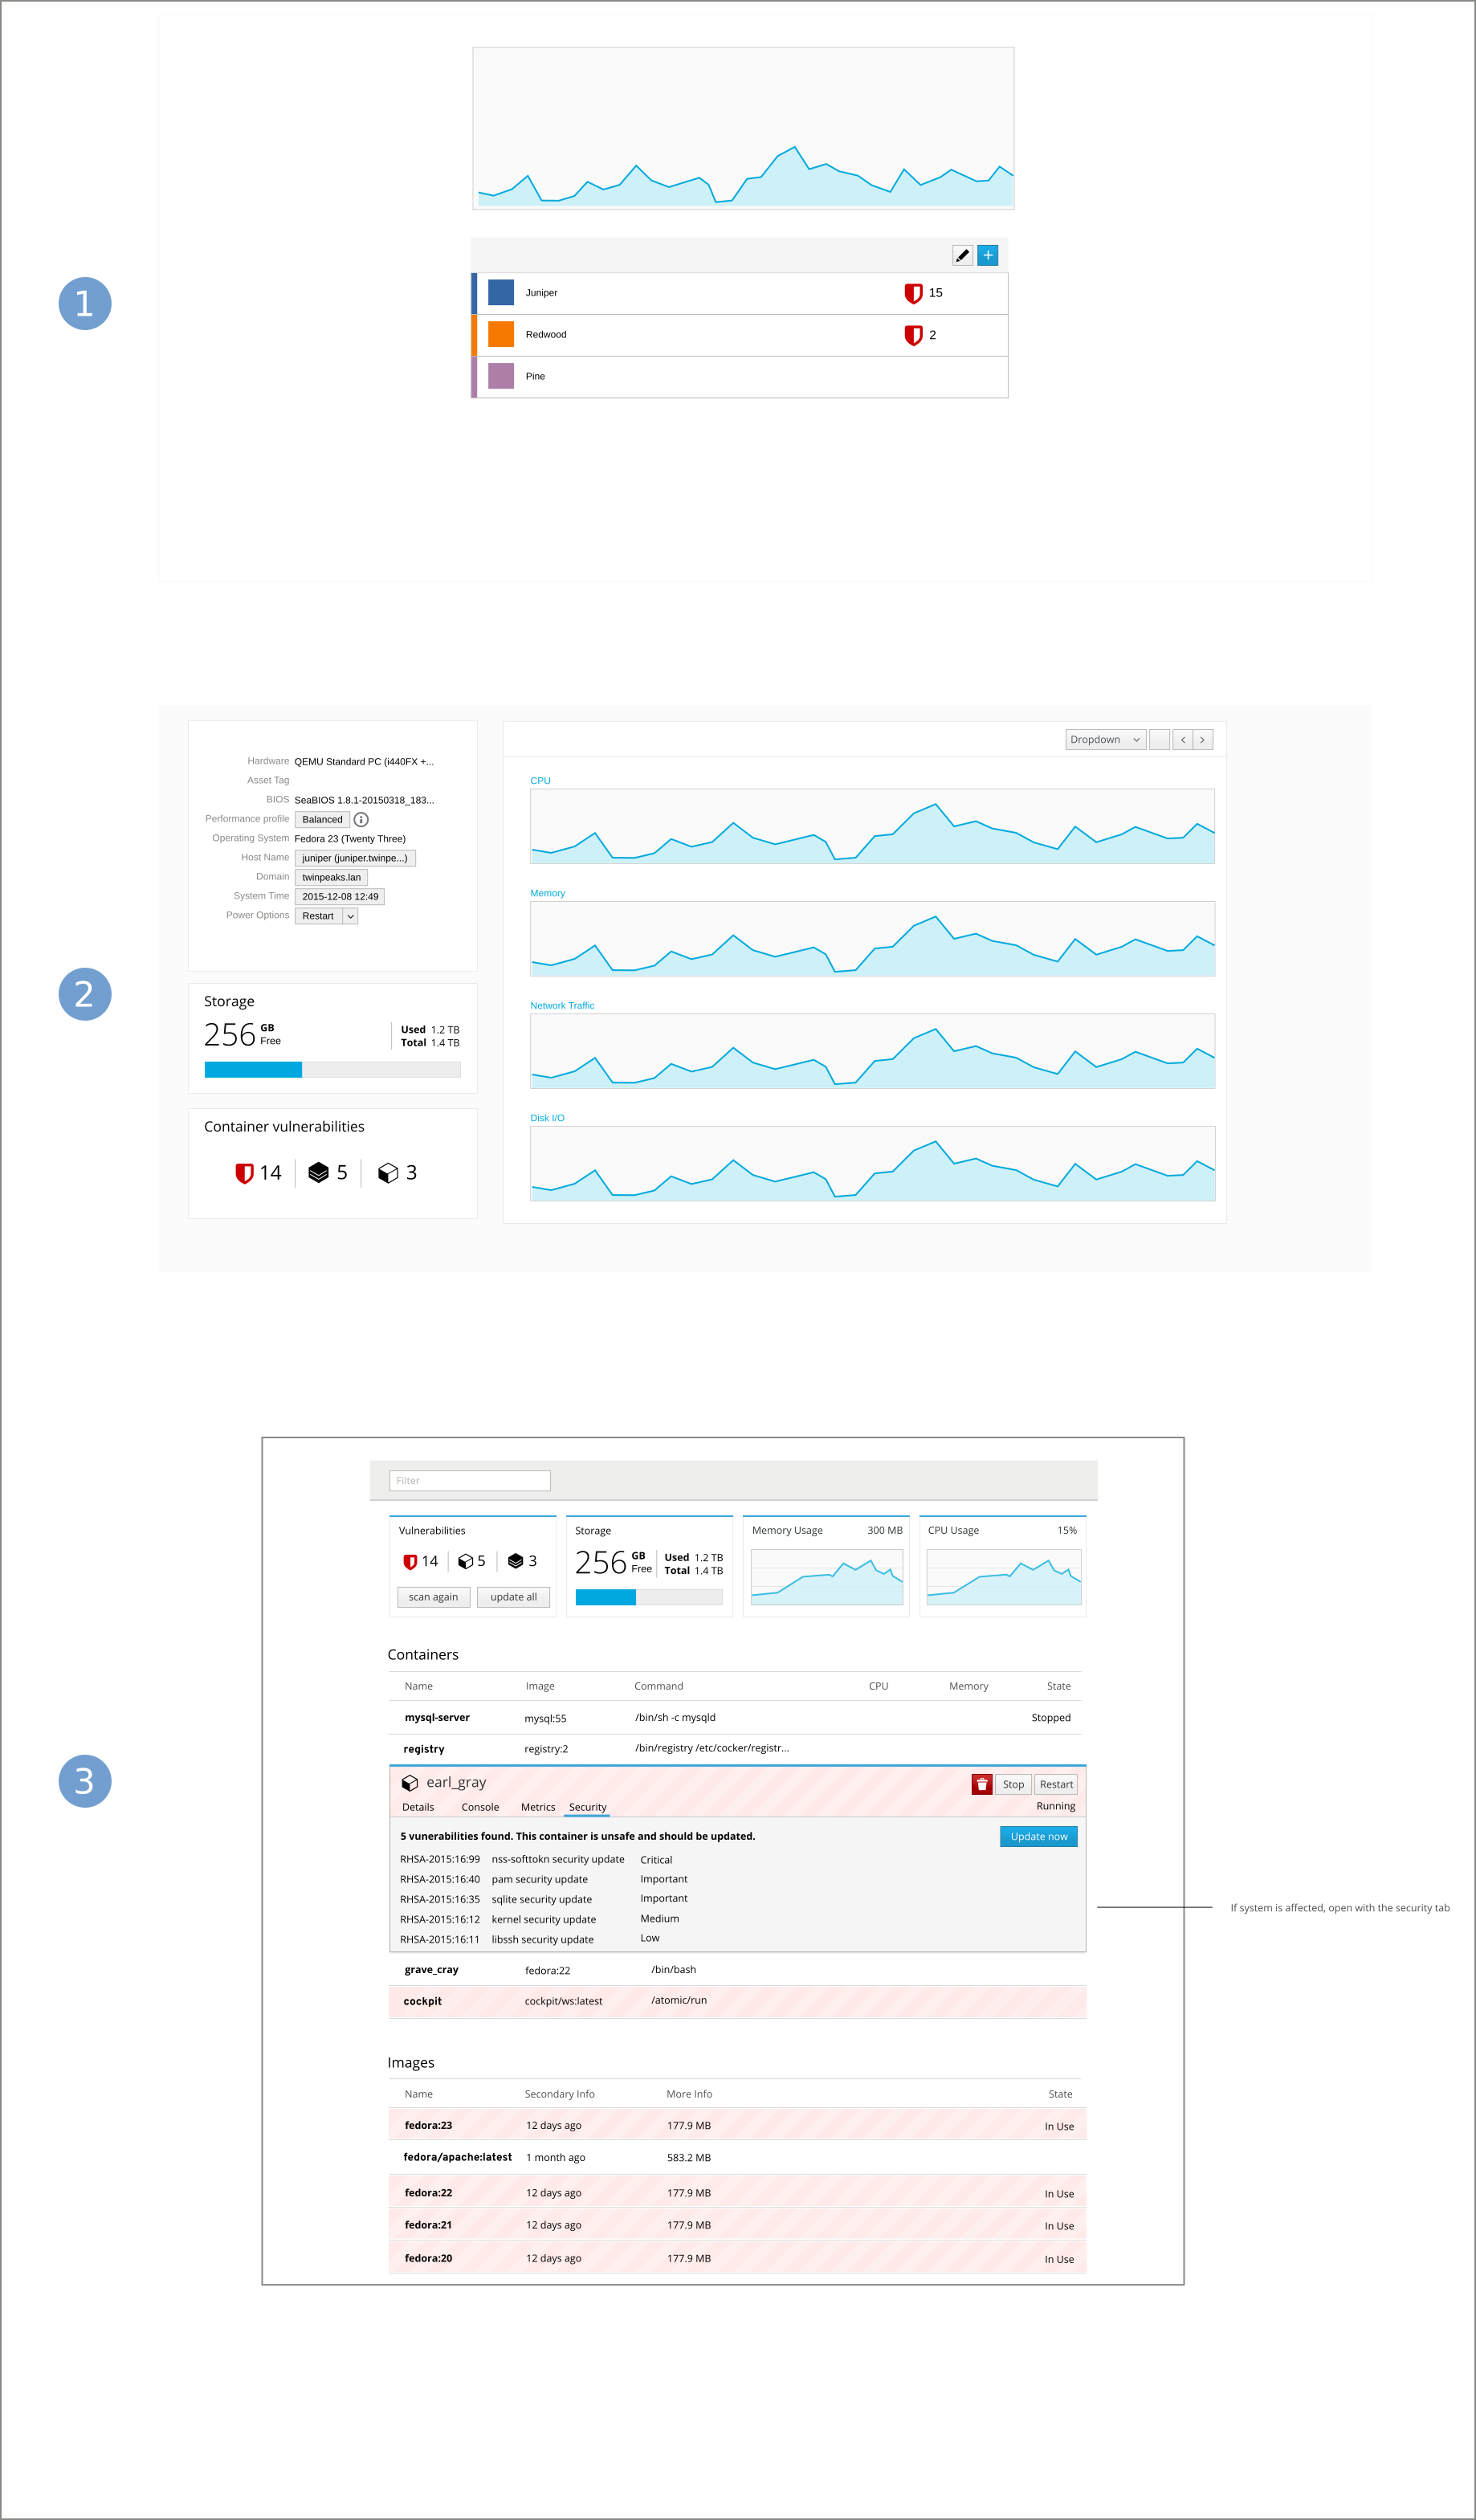 1
Juniper 15
Redwood 2
Pine
2
Hardware QEMU Standard PC (i440FX +...
Asset Tag
BIOS SeaBIOS 1.8.1-20150318_183...
Performance profile Balanced
Operating System Fedora 23 (Twenty Three)
Host Name juniper (juniper.twinpe...)
Domain twinpeaks.lan
System Time 2015-12-08 12:49
Power Options Restart
Storage
256 GB Free
Used 1.2 TB
Total 1.4 TB
Container vulnerabilities
14 5 3
Dropdown
CPU
Memory
Network Traffic
Disk I/O
3
Filter
Vulnerabilities
14 5 3
scan again update all
Storage
256 GB Free
Used 1.2 TB
Total 1.4 TB
Memory Usage 300 MB
CPU Usage 15%
Containers
Name Image Command CPU Memory State
mysql-server mysql:55 /bin/sh -c mysqld Stopped
registry registry:2 /bin/registry /etc/cocker/registr...
earl_gray Stop Restart
Details Console Metrics Security Running
5 vunerabilities found. This container is unsafe and should be updated. Update now
RHSA-2015:16:99 nss-softtokn security update Critical
RHSA-2015:16:40 pam security update Important
RHSA-2015:16:35 sqlite security update Important
RHSA-2015:16:12 kernel security update Medium
RHSA-2015:16:11 libssh security update Low
If system is affected, open with the security tab
grave_cray fedora:22 /bin/bash
cockpit cockpit/ws:latest /atomic/run
Images
Name Secondary Info More Info State
fedora:23 12 days ago 177.9 MB In Use
fedora/apache:latest 1 month ago 583.2 MB
fedora:22 12 days ago 177.9 MB In Use
fedora:21 12 days ago 177.9 MB In Use
fedora:20 12 days ago 177.9 MB In Use